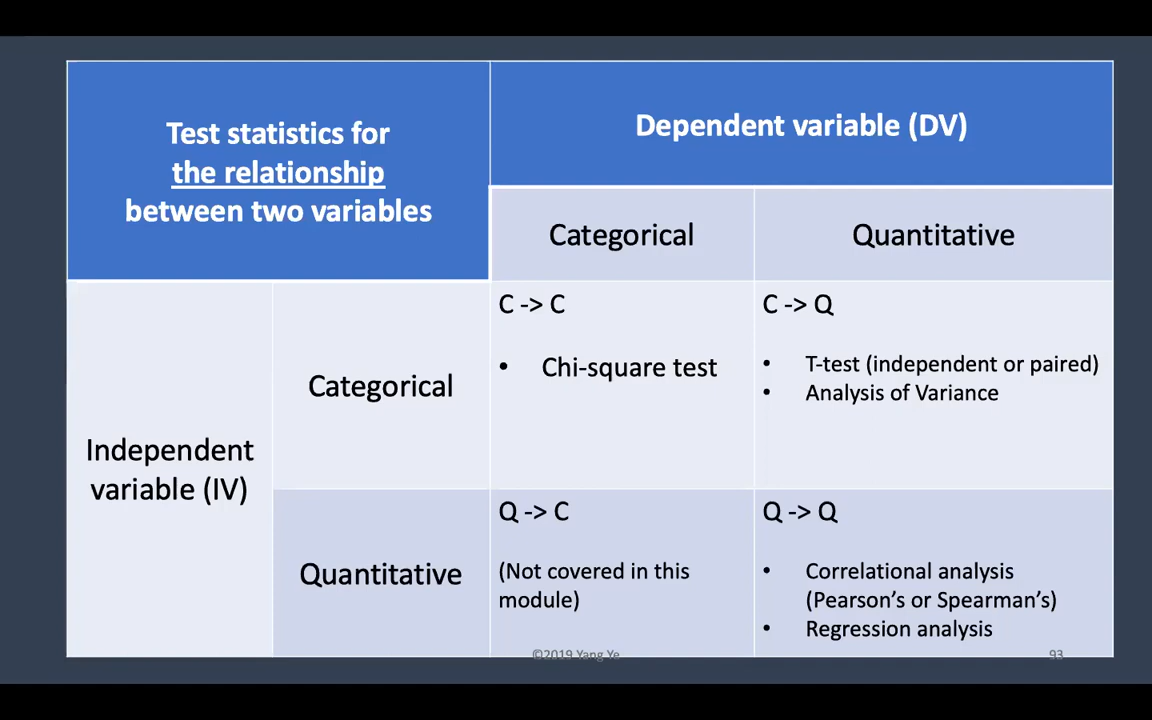 Test statistics for
the relationship
between two variables
Dependent variable (DV)
Categorical
Quantitative
Independent
variable (IV)
Categorical
C -> C
• Chi-square test
C -> Q
• T-test (independent or paired)
• Analysis of Variance
Quantitative
Q -> C
(Not covered in this
module)
Q -> Q
• Correlational analysis
(Pearson’s or Spearman’s)
• Regression analysis
©2019 Yang Ye
93